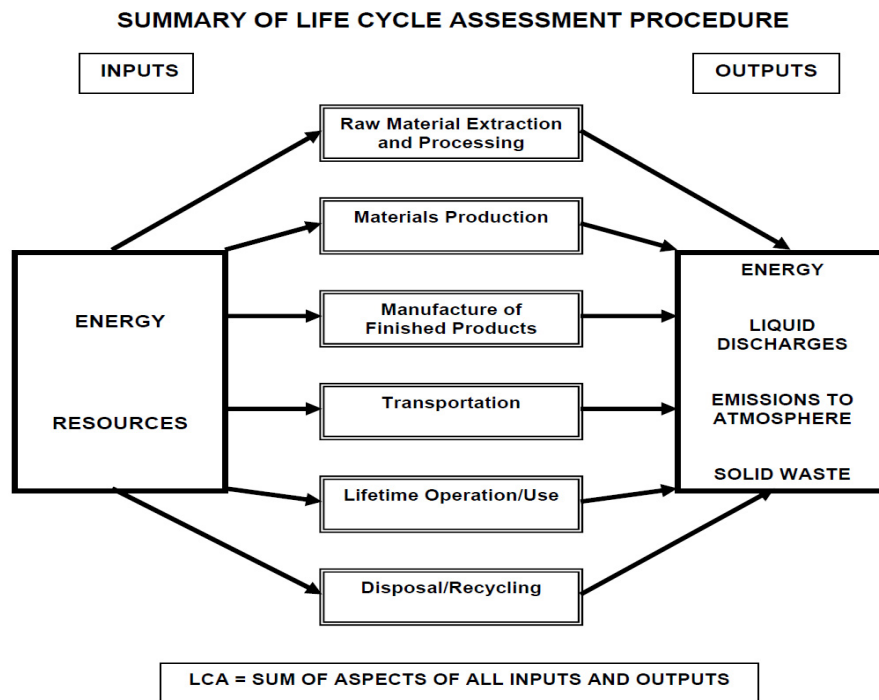 SUMMARY OF LIFE CYCLE ASSESSMENT PROCEDURE
INPUTS
OUTPUTS
Raw Material Extraction
and Processing
Materials Production
Manufacture of
Finished Products
Transportation
Lifetime Operation/Use
Disposal/Recycling
ENERGY
RESOURCES
ENERGY
LIQUID
DISCHARGES
EMISSIONS TO
ATMOSPHERE
SOLID WASTE
LCA = SUM OF ASPECTS OF ALL INPUTS AND OUTPUTS